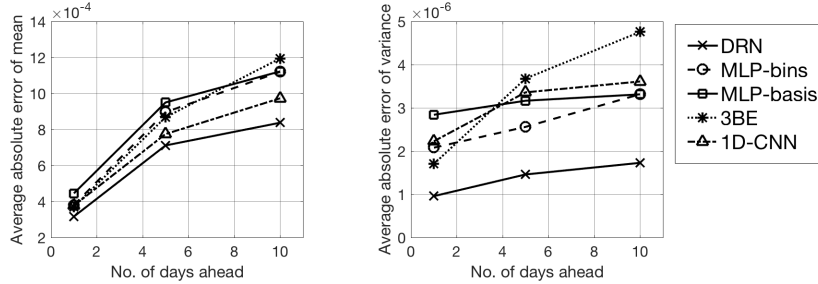 ×10⁻⁴
14
12
10
8
6
4
2
0 2 4 6 8 10
No. of days ahead
Average absolute error of mean
×10⁻⁶
5
4
3
2
1
0
0 2 4 6 8 10
No. of days ahead
Average absolute error of variance
DRN
MLP-bins
MLP-basis
3BE
1D-CNN